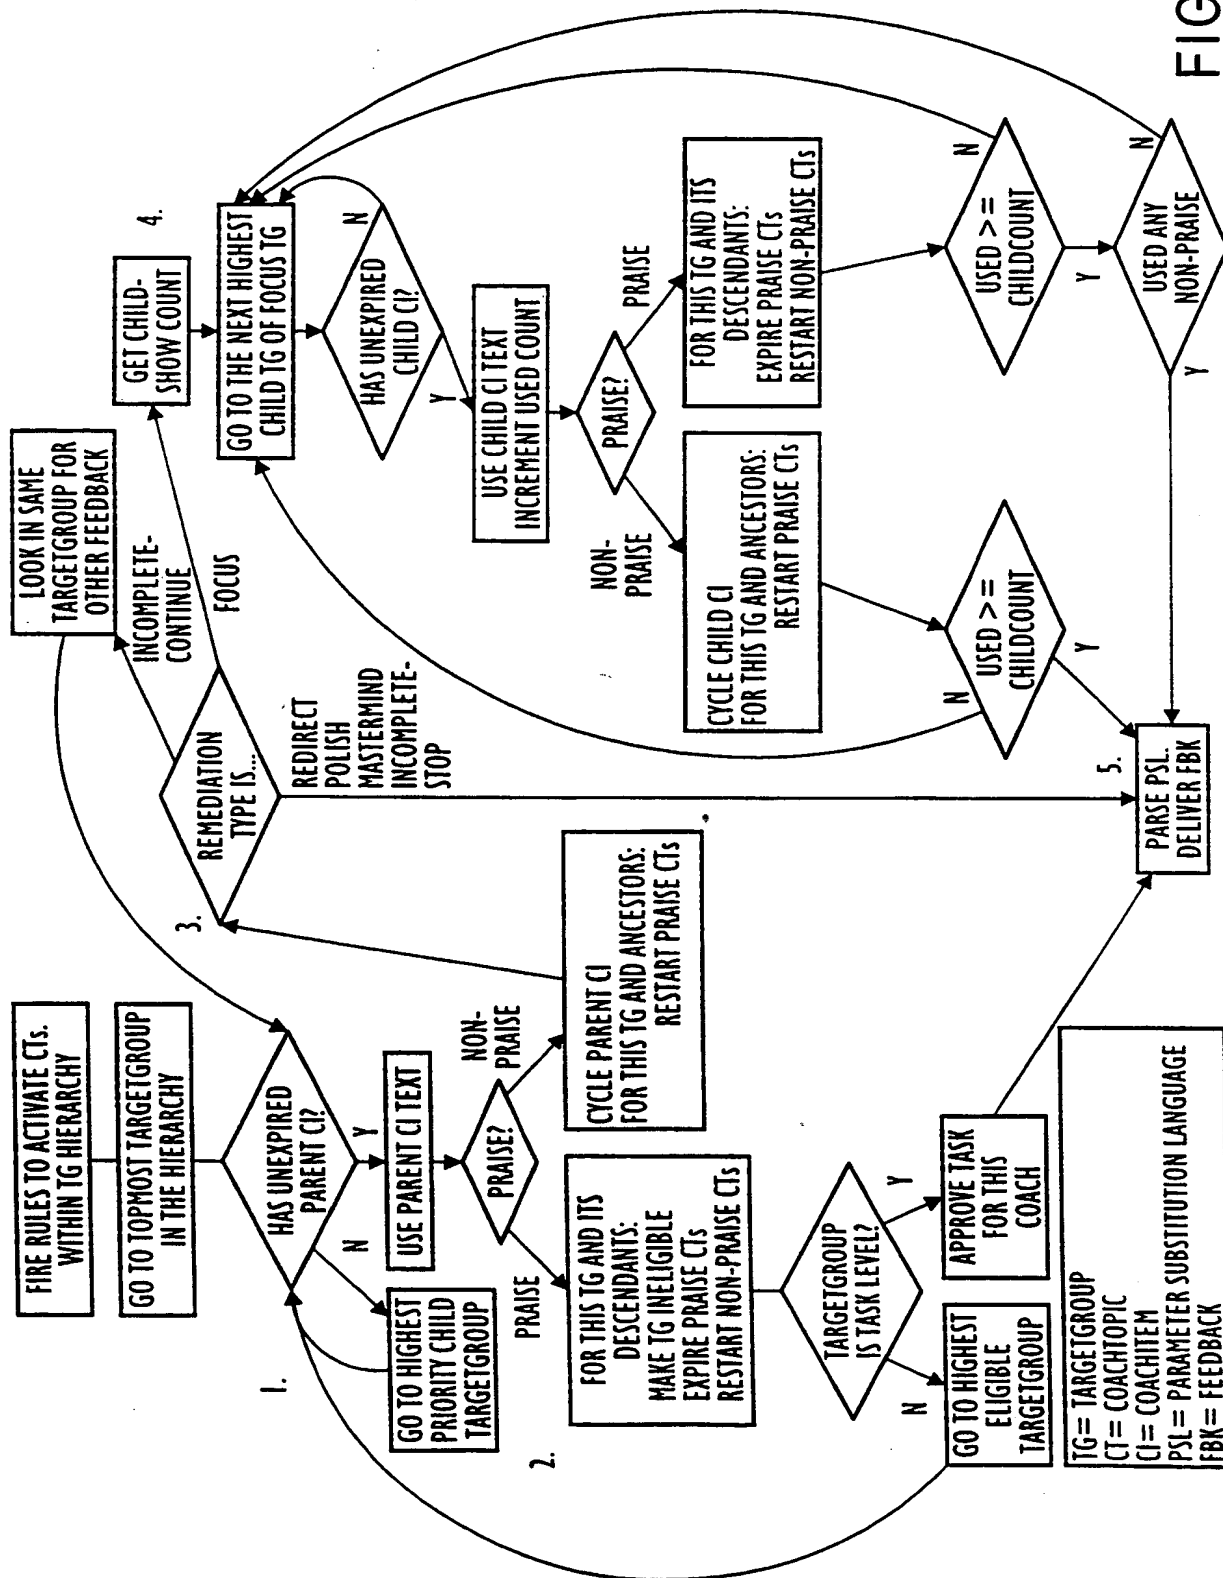 FIRE RULES TO ACTIVATE CTs.
WITHIN TG HIERARCHY
GO TO TOPMOST TARGETGROUP
IN THE HIERARCHY
1.
HAS UNEXPIRED
PARENT CI?
N
Y
GO TO HIGHEST
PRIORITY CHILD
TARGETGROUP
USE PARENT CI TEXT
2.
PRAISE?
PRAISE
NON-
PRAISE
FOR THIS TG AND ITS
DESCENDANTS:
MAKE TG INELIGIBLE
EXPIRE PRAISE CTs
RESTART NON-PRAISE CTs
CYCLE PARENT CI
FOR THIS TG AND ANCESTORS:
RESTART PRAISE CTs
TARGETGROUP
IS TASK LEVEL?
N
Y
GO TO HIGHEST
ELIGIBLE
TARGETGROUP
APPROVE TASK
FOR THIS
COACH
TG= TARGETGROUP
CT= COACHTOPIC
CI= COACHITEM
PSL= PARAMETER SUBSTITUTION LANGUAGE
FBK= FEEDBACK
3.
REMEDIATION
TYPE IS...
LOOK IN SAME
TARGETGROUP FOR
OTHER FEEDBACK
INCOMPLETE-
CONTINUE
FOCUS
REDIRECT
POLISH
MASTERMIND
INCOMPLETE-
STOP
4.
GET CHILD-
SHOW COUNT
GO TO THE NEXT HIGHEST
CHILD TG OF FOCUS TG
HAS UNEXPIRED
CHILD CI?
N
Y
USE CHILD CI TEXT
INCREMENT USED COUNT
PRAISE?
NON-
PRAISE
PRAISE
CYCLE CHILD CI
FOR THIS TG AND ANCESTORS:
RESTART PRAISE CTs
FOR THIS TG AND ITS
DESCENDANTS:
EXPIRE PRAISE CTs
RESTART NON-PRAISE CTs
USED >=
CHILDCOUNT
N
Y
USED >=
CHILDCOUNT
N
Y
USED ANY
NON-PRAISE
N
Y
5.
PARSE PSL.
DELIVER FBK
FIG